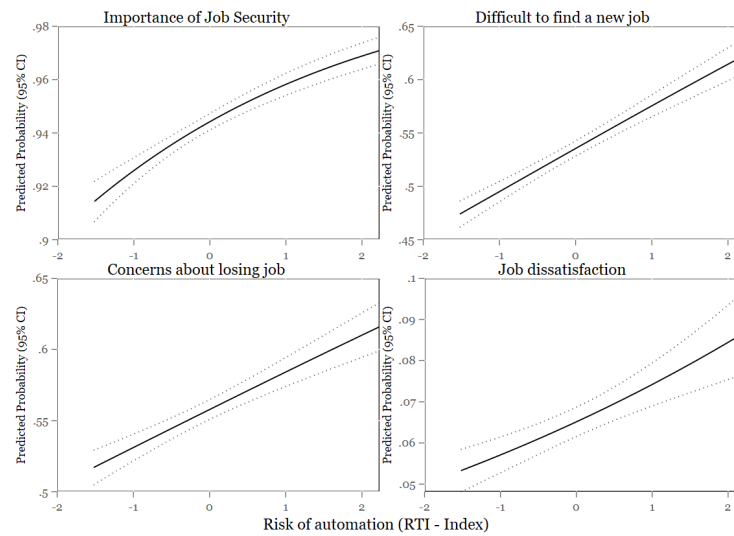 Importance of Job Security
Predicted Probability (95% CI)
.98
.96
.94
.92
.9
-2 -1 0 1 2
Difficult to find a new job
Predicted Probability (95% CI)
.65
.6
.55
.5
.45
-2 -1 0 1 2
Concerns about losing job
Predicted Probability (95% CI)
.65
.6
.55
.5
-2 -1 0 1 2
Job dissatisfaction
Predicted Probability (95% CI)
.1
.09
.08
.07
.06
.05
-2 -1 0 1 2
Risk of automation (RTI - Index)